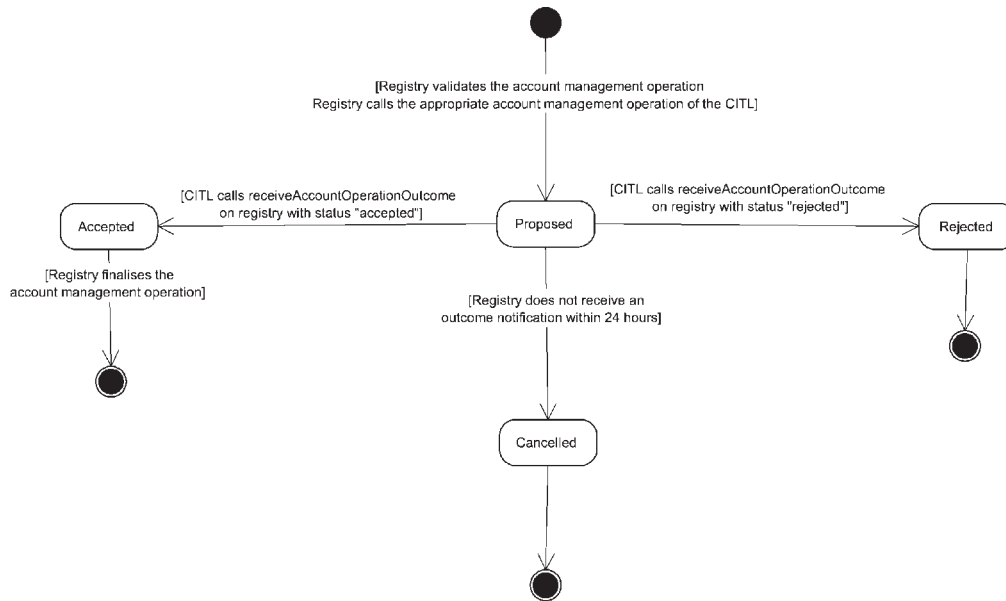 [Registry validates the account management operation
Registry calls the appropriate account management operation of the CITL]
[CITL calls receiveAccountOperationOutcome
on registry with status "accepted"]
[CITL calls receiveAccountOperationOutcome
on registry with status "rejected"]
Accepted
Proposed
Rejected
[Registry finalises the
account management operation]
[Registry does not receive an
outcome notification within 24 hours]
Cancelled